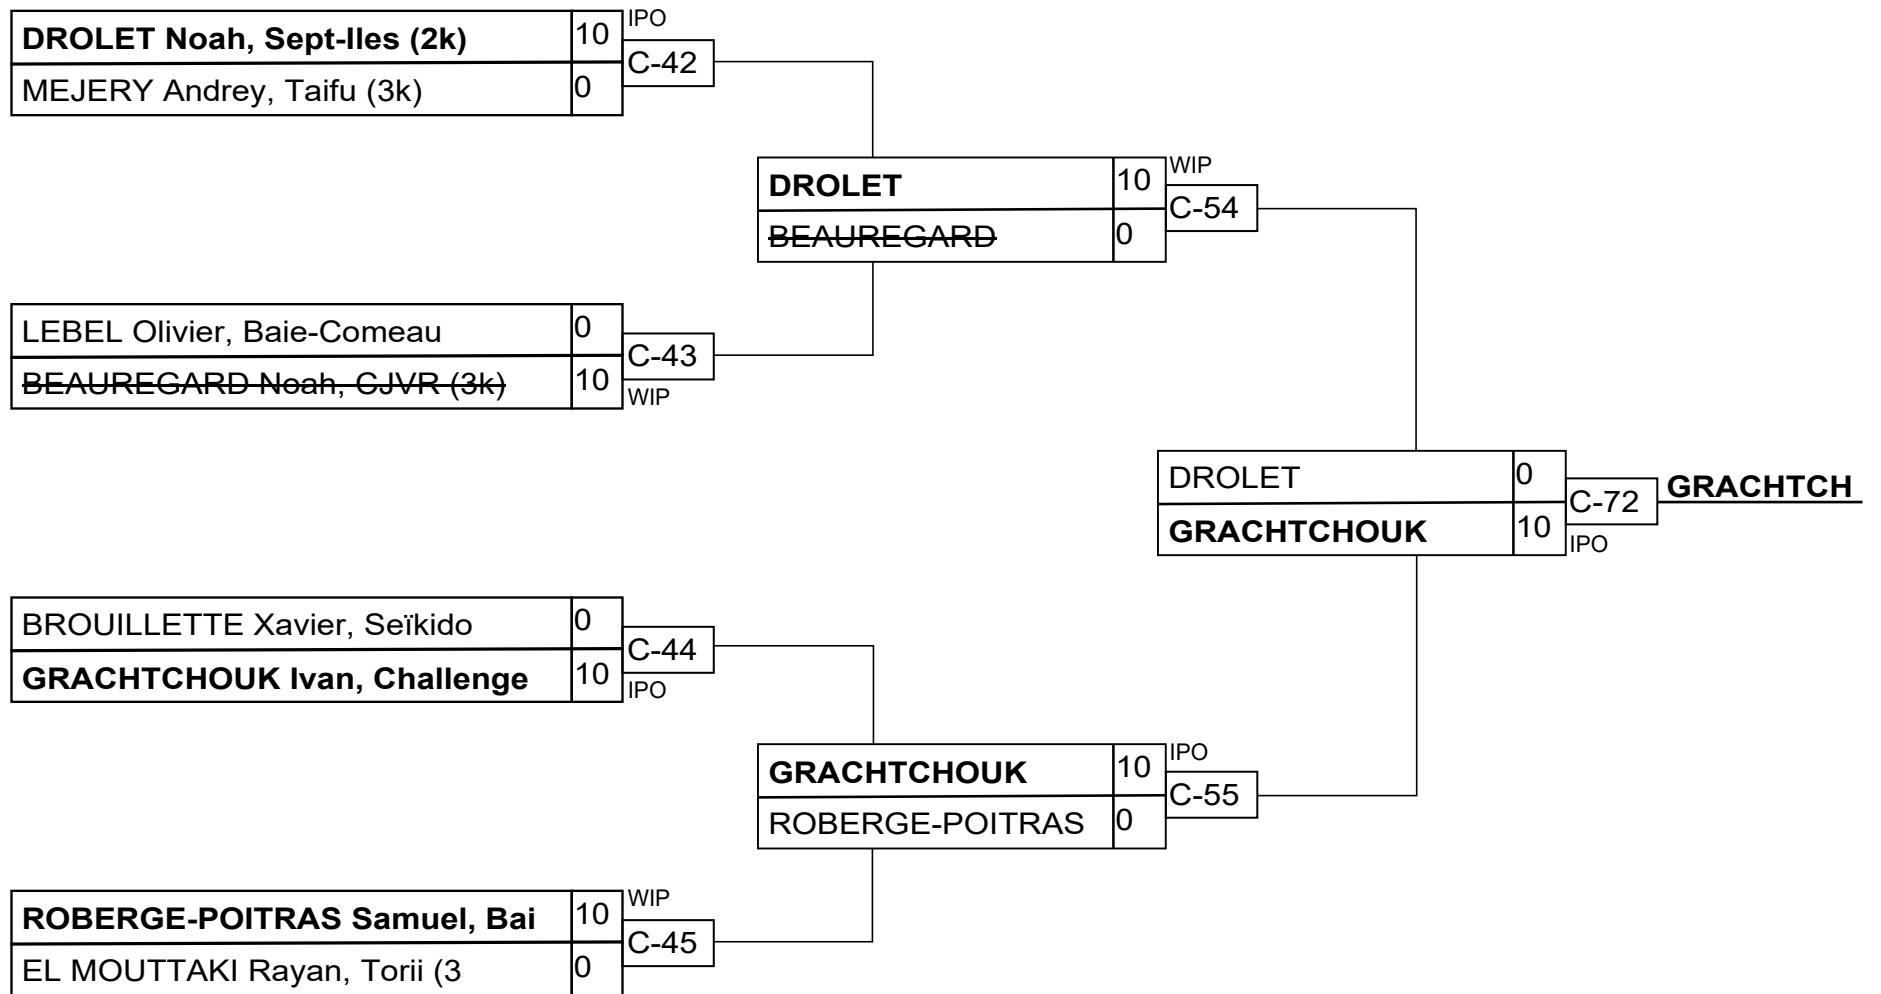 DROLET Noah, Sept-Iles (2k) 10 IPO
C-42
MEJERY Andrey, Taifu (3k) 0
DROLET 10 WIP
C-54
BEAUREGARD 0
LEBEL Olivier, Baie-Comeau 0
C-43
BEAUREGARD Noah, CJVR (3k) 10 WIP
DROLET 0
C-72 GRACHTCH
GRACHTCHOUK 10 IPO
BROUILLETTE Xavier, Seïkido 0
C-44
GRACHTCHOUK Ivan, Challenge 10 IPO
GRACHTCHOUK 10 IPO
C-55
ROBERGE-POITRAS 0
ROBERGE-POITRAS Samuel, Bai 10 WIP
C-45
EL MOUTTAKI Rayan, Torii (3 0